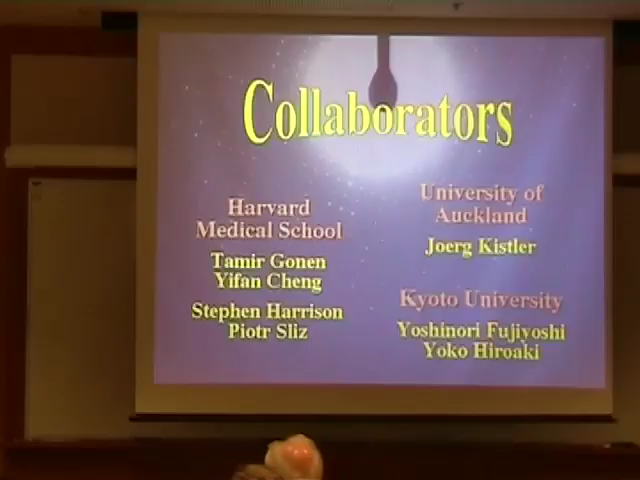 Collaborators
Harvard
Medical School
Tamir Gonen
Yifan Cheng
Stephen Harrison
Piotr Sliz
University of
Auckland
Joerg Kistler
Kyoto University
Yoshinori Fujiyoshi
Yoko Hiroaki